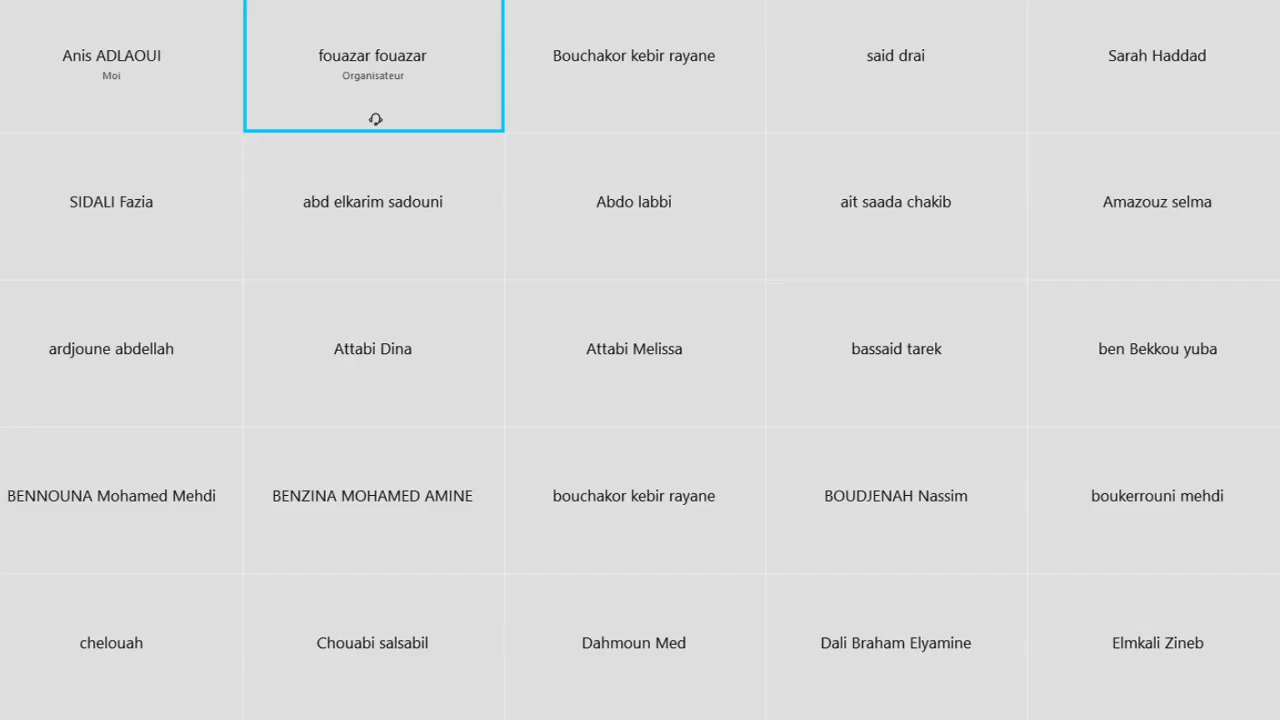 Anis ADLAOUI
Moi
fouazar fouazar
Organisateur
Bouchakor kebir rayane
said drai
Sarah Haddad
SIDALI Fazia
abd elkarim sadouni
Abdo labbi
ait saada chakib
Amazouz selma
ardjoune abdellah
Attabi Dina
Attabi Melissa
bassaid tarek
ben Bekkou yuba
BENNOUNA Mohamed Mehdi
BENZINA MOHAMED AMINE
bouchakor kebir rayane
BOUDJENAH Nassim
boukerrouni mehdi
chelouah
Chouabi salsabil
Dahmoun Med
Dali Braham Elyamine
Elmkali Zineb